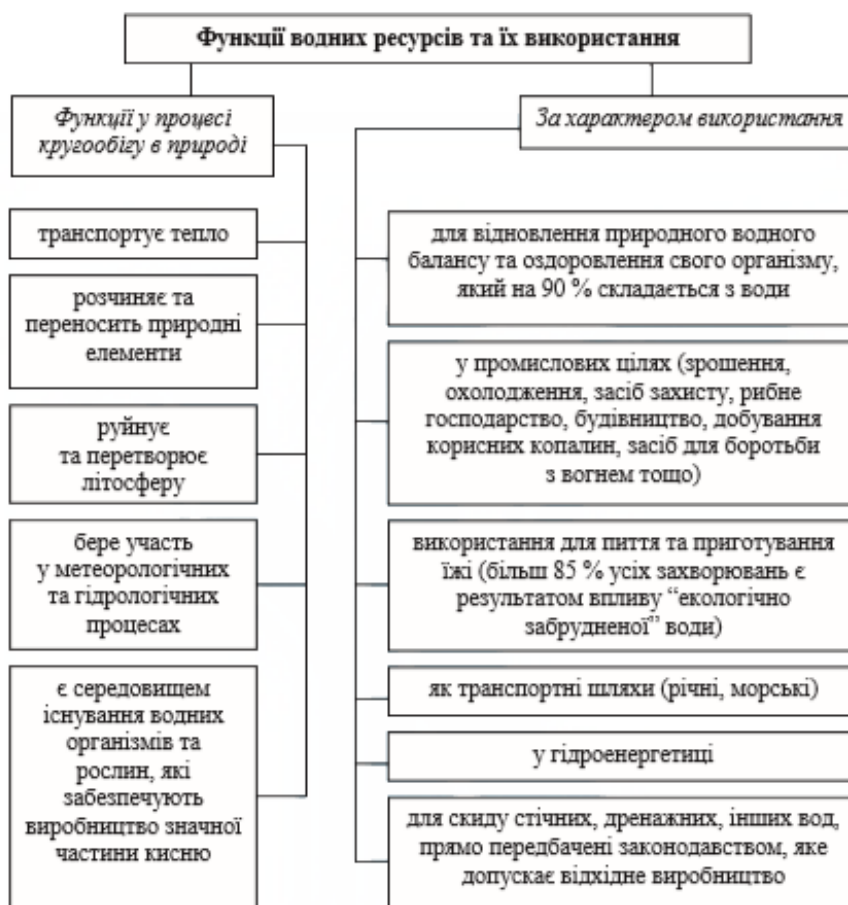 Функції водних ресурсів та їх використання
Функції у процесі
кругообігу в природі
транспортує тепло
розчиняє та
переносить природні
елементи
руйнує
та перетворює
літосферу
бере участь
у метеорологічних
та гідрологічних
процесах
є середовищем
існування водних
організмів та
рослин, які
забезпечують
виробництво значної
частини кисню
За характером використання
для відновлення природного водного
балансу та оздоровлення свого організму,
який на 90 % складається з води
у промислових цілях (зрошення,
охолодження, засіб захисту, рибне
господарство, будівництво, добування
корисних копалин, засіб для боротьби
з вогнем тощо)
використання для пиття та приготування
їжі (більш 85 % усіх захворювань є
результатом впливу “екологічно
забрудненої” води)
як транспортні шляхи (річні, морські)
у гідроенергетиці
для скиду стічних, дренажних, інших вод,
прямо передбачені законодавством, яке
допускає відхідне виробництво